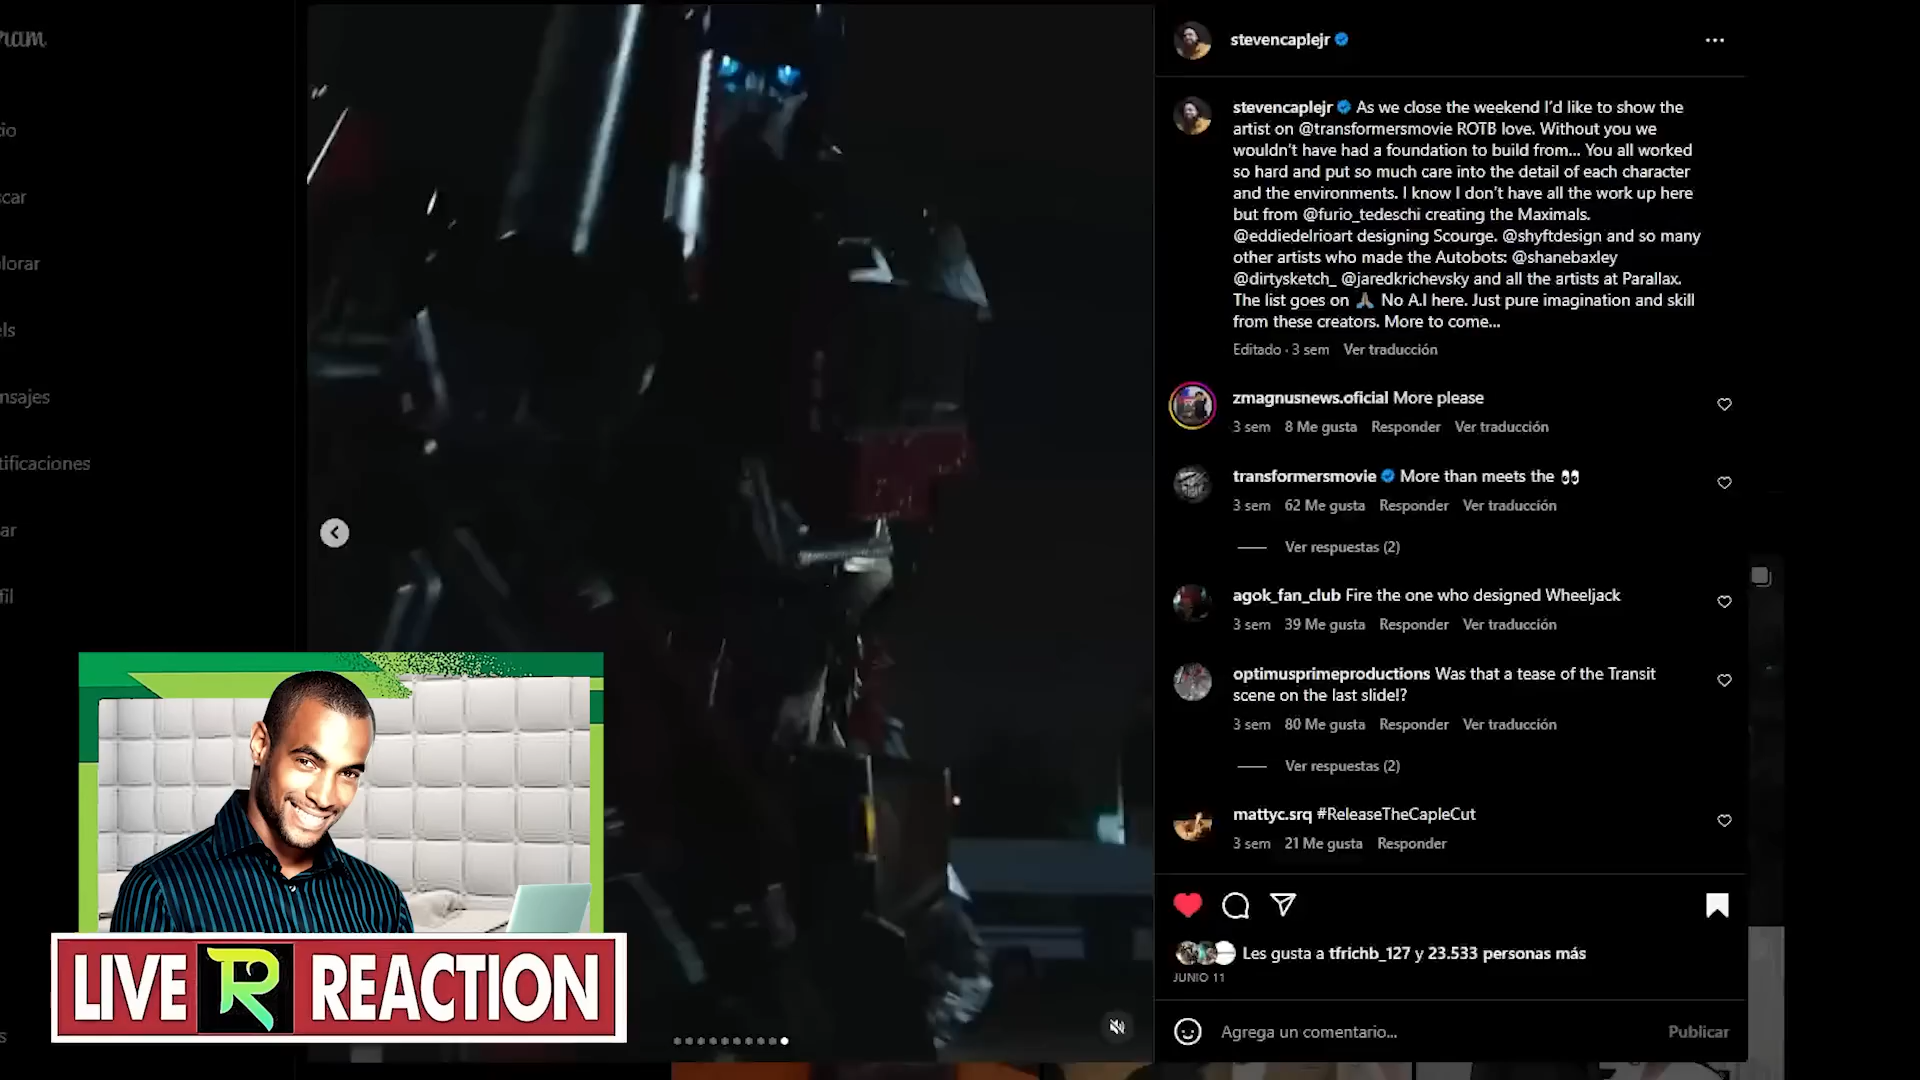 ram
io
car
lorar
els
nsajes
tificaciones
ar
fil
s
stevencaplejr
stevencaplejr As we close the weekend I'd like to show the
artist on @transformersmovie ROTB love. Without you we
wouldn't have had a foundation to build from... You all worked
so hard and put so much care into the detail of each character
and the environments. I know I don't have all the work up here
but from @furio_tedeschi creating the Maximals.
@eddiedelrioart designing Scourge. @shyftdesign and so many
other artists who made the Autobots: @shanebaxley
@dirtysketch_ @jaredkrichevsky and all the artists at Parallax.
The list goes on 🙏🏽 No A.I here. Just pure imagination and skill
from these creators. More to come...
Editado · 3 sem Ver traducción
zmagnusnews.oficial More please
3 sem 8 Me gusta Responder Ver traducción
transformersmovie More than meets the 👀
3 sem 62 Me gusta Responder Ver traducción
Ver respuestas (2)
agok_fan_club Fire the one who designed Wheeljack
3 sem 39 Me gusta Responder Ver traducción
optimusprimeproductions Was that a tease of the Transit
scene on the last slide!?
3 sem 80 Me gusta Responder Ver traducción
Ver respuestas (2)
mattyc.srq #ReleaseTheCapleCut
3 sem 21 Me gusta Responder
Les gusta a tfrichb_127 y 23.533 personas más
JUNIO 11
Agrega un comentario... Publicar
LIVE R REACTION